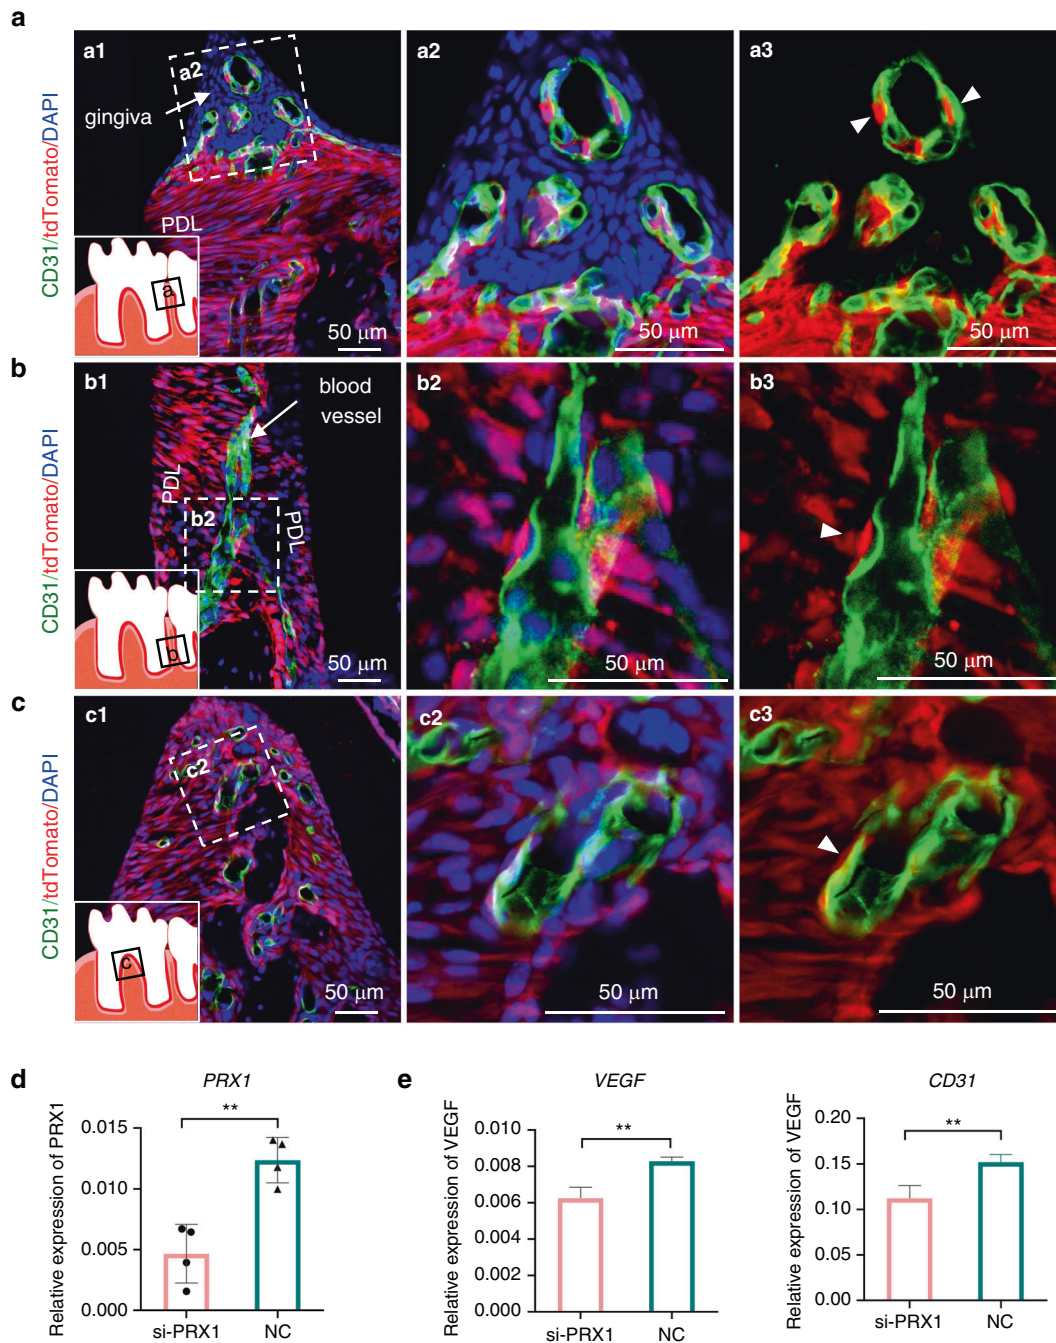 a
CD31/tdTomato/DAPI
a1
a2
gingiva
PDL
a
50 μm
a2
50 μm
a3
50 μm
b
CD31/tdTomato/DAPI
b1
blood
vessel
PDL
b2
PDL
b
50 μm
b2
50 μm
b3
50 μm
c
CD31/tdTomato/DAPI
c1
c2
c
50 μm
c2
50 μm
c3
50 μm
d
PRX1
Relative expression of PRX1
**
0.015
0.010
0.005
0.000
si-PRX1 NC
e
VEGF
Relative expression of VEGF
**
0.010
0.008
0.006
0.004
0.002
0.000
si-PRX1 NC
CD31
Relative expression of VEGF
**
0.20
0.15
0.10
0.05
0.00
si-PRX1 NC